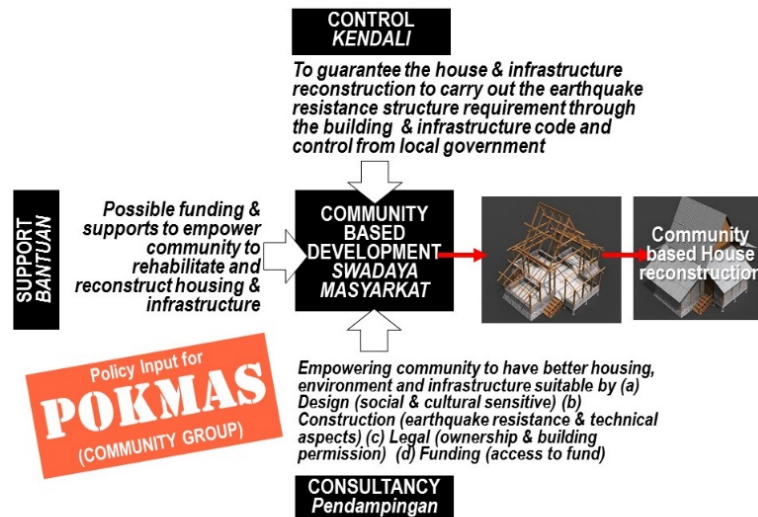 CONTROL
KENDALI
To guarantee the house & infrastructure
reconstruction to carry out the earthquake
resistance structure requirement through
the building & infrastructure code and
control from local government
SUPPORT
BANTUAN
Possible funding &
supports to empower
community to
rehabilitate and
reconstruct housing &
infrastructure
COMMUNITY
BASED
DEVELOPMENT
SWADAYA
MASYARKAT
Community
based House
reconstruction
Policy Input for
POKMAS
(COMMUNITY GROUP)
Empowering community to have better housing,
environment and infrastructure suitable by (a)
Design (social & cultural sensitive) (b)
Construction (earthquake resistance & technical
aspects) (c) Legal (ownership & building
permission) (d) Funding (access to fund)
CONSULTANCY
Pendampingan